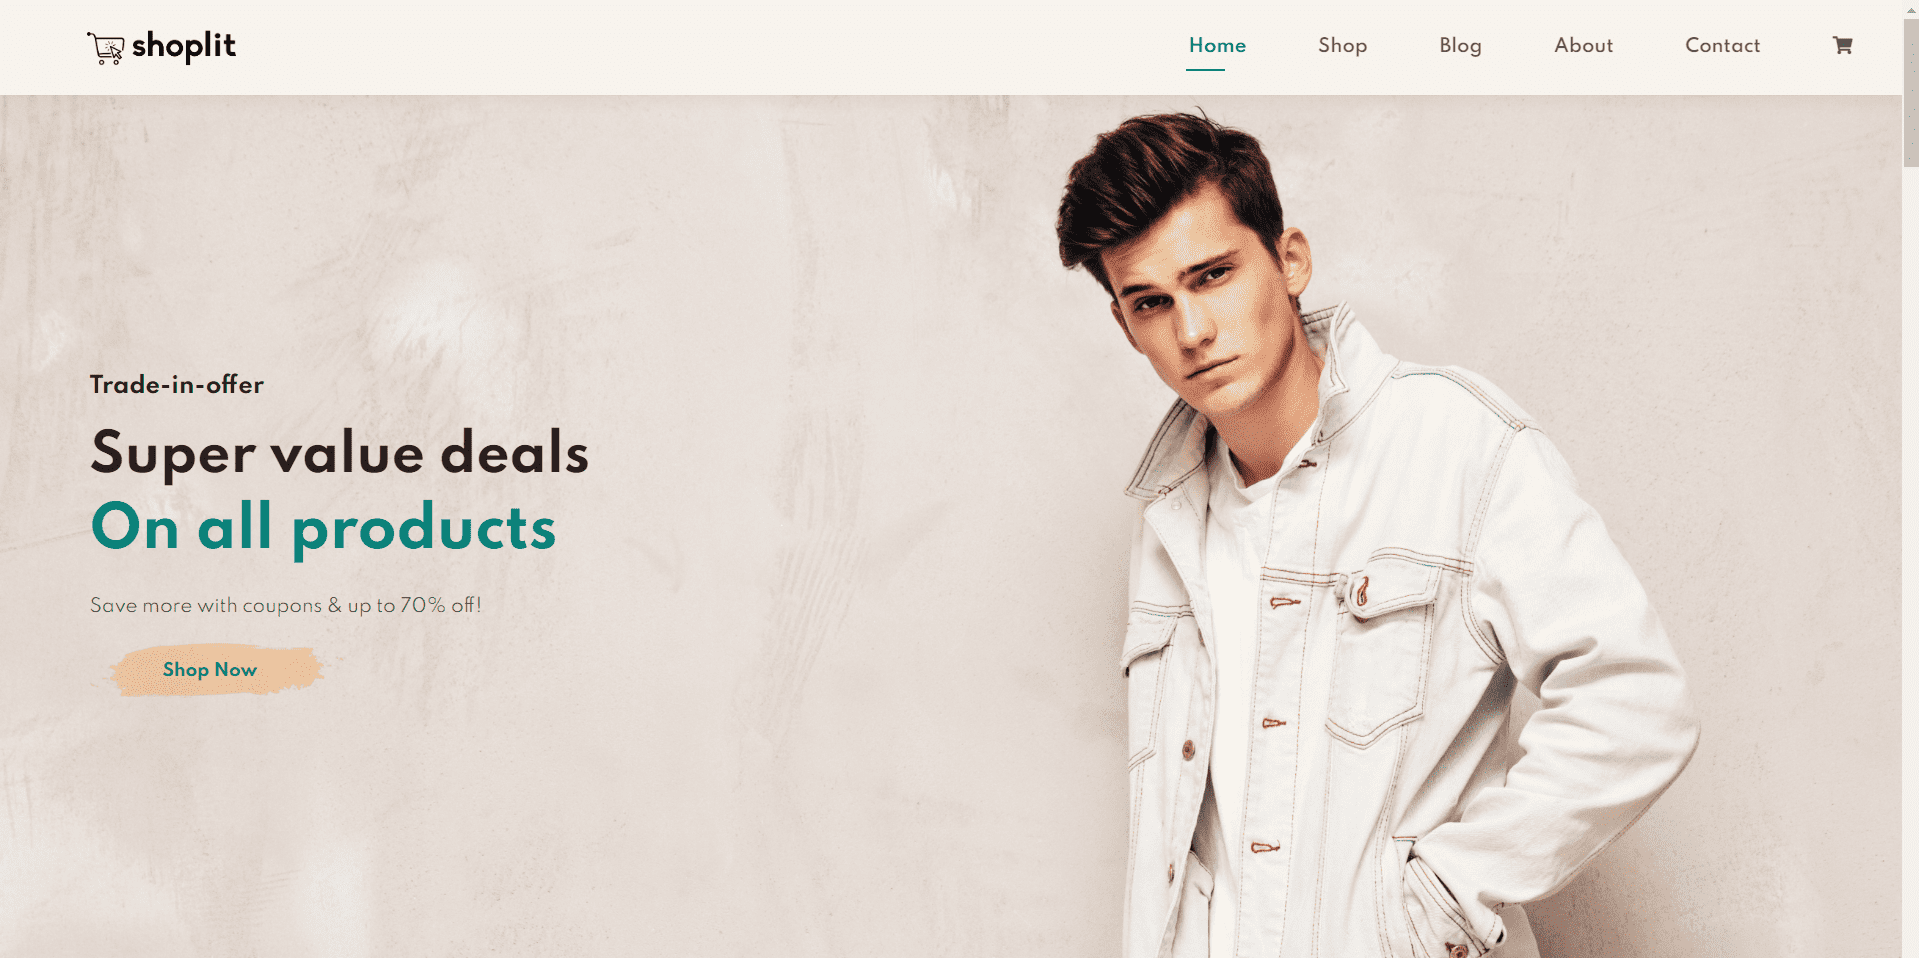 shoplit
Home Shop Blog About Contact
Trade-in-offer
Super value deals
On all products
Save more with coupons & up to 70% off!
Shop Now